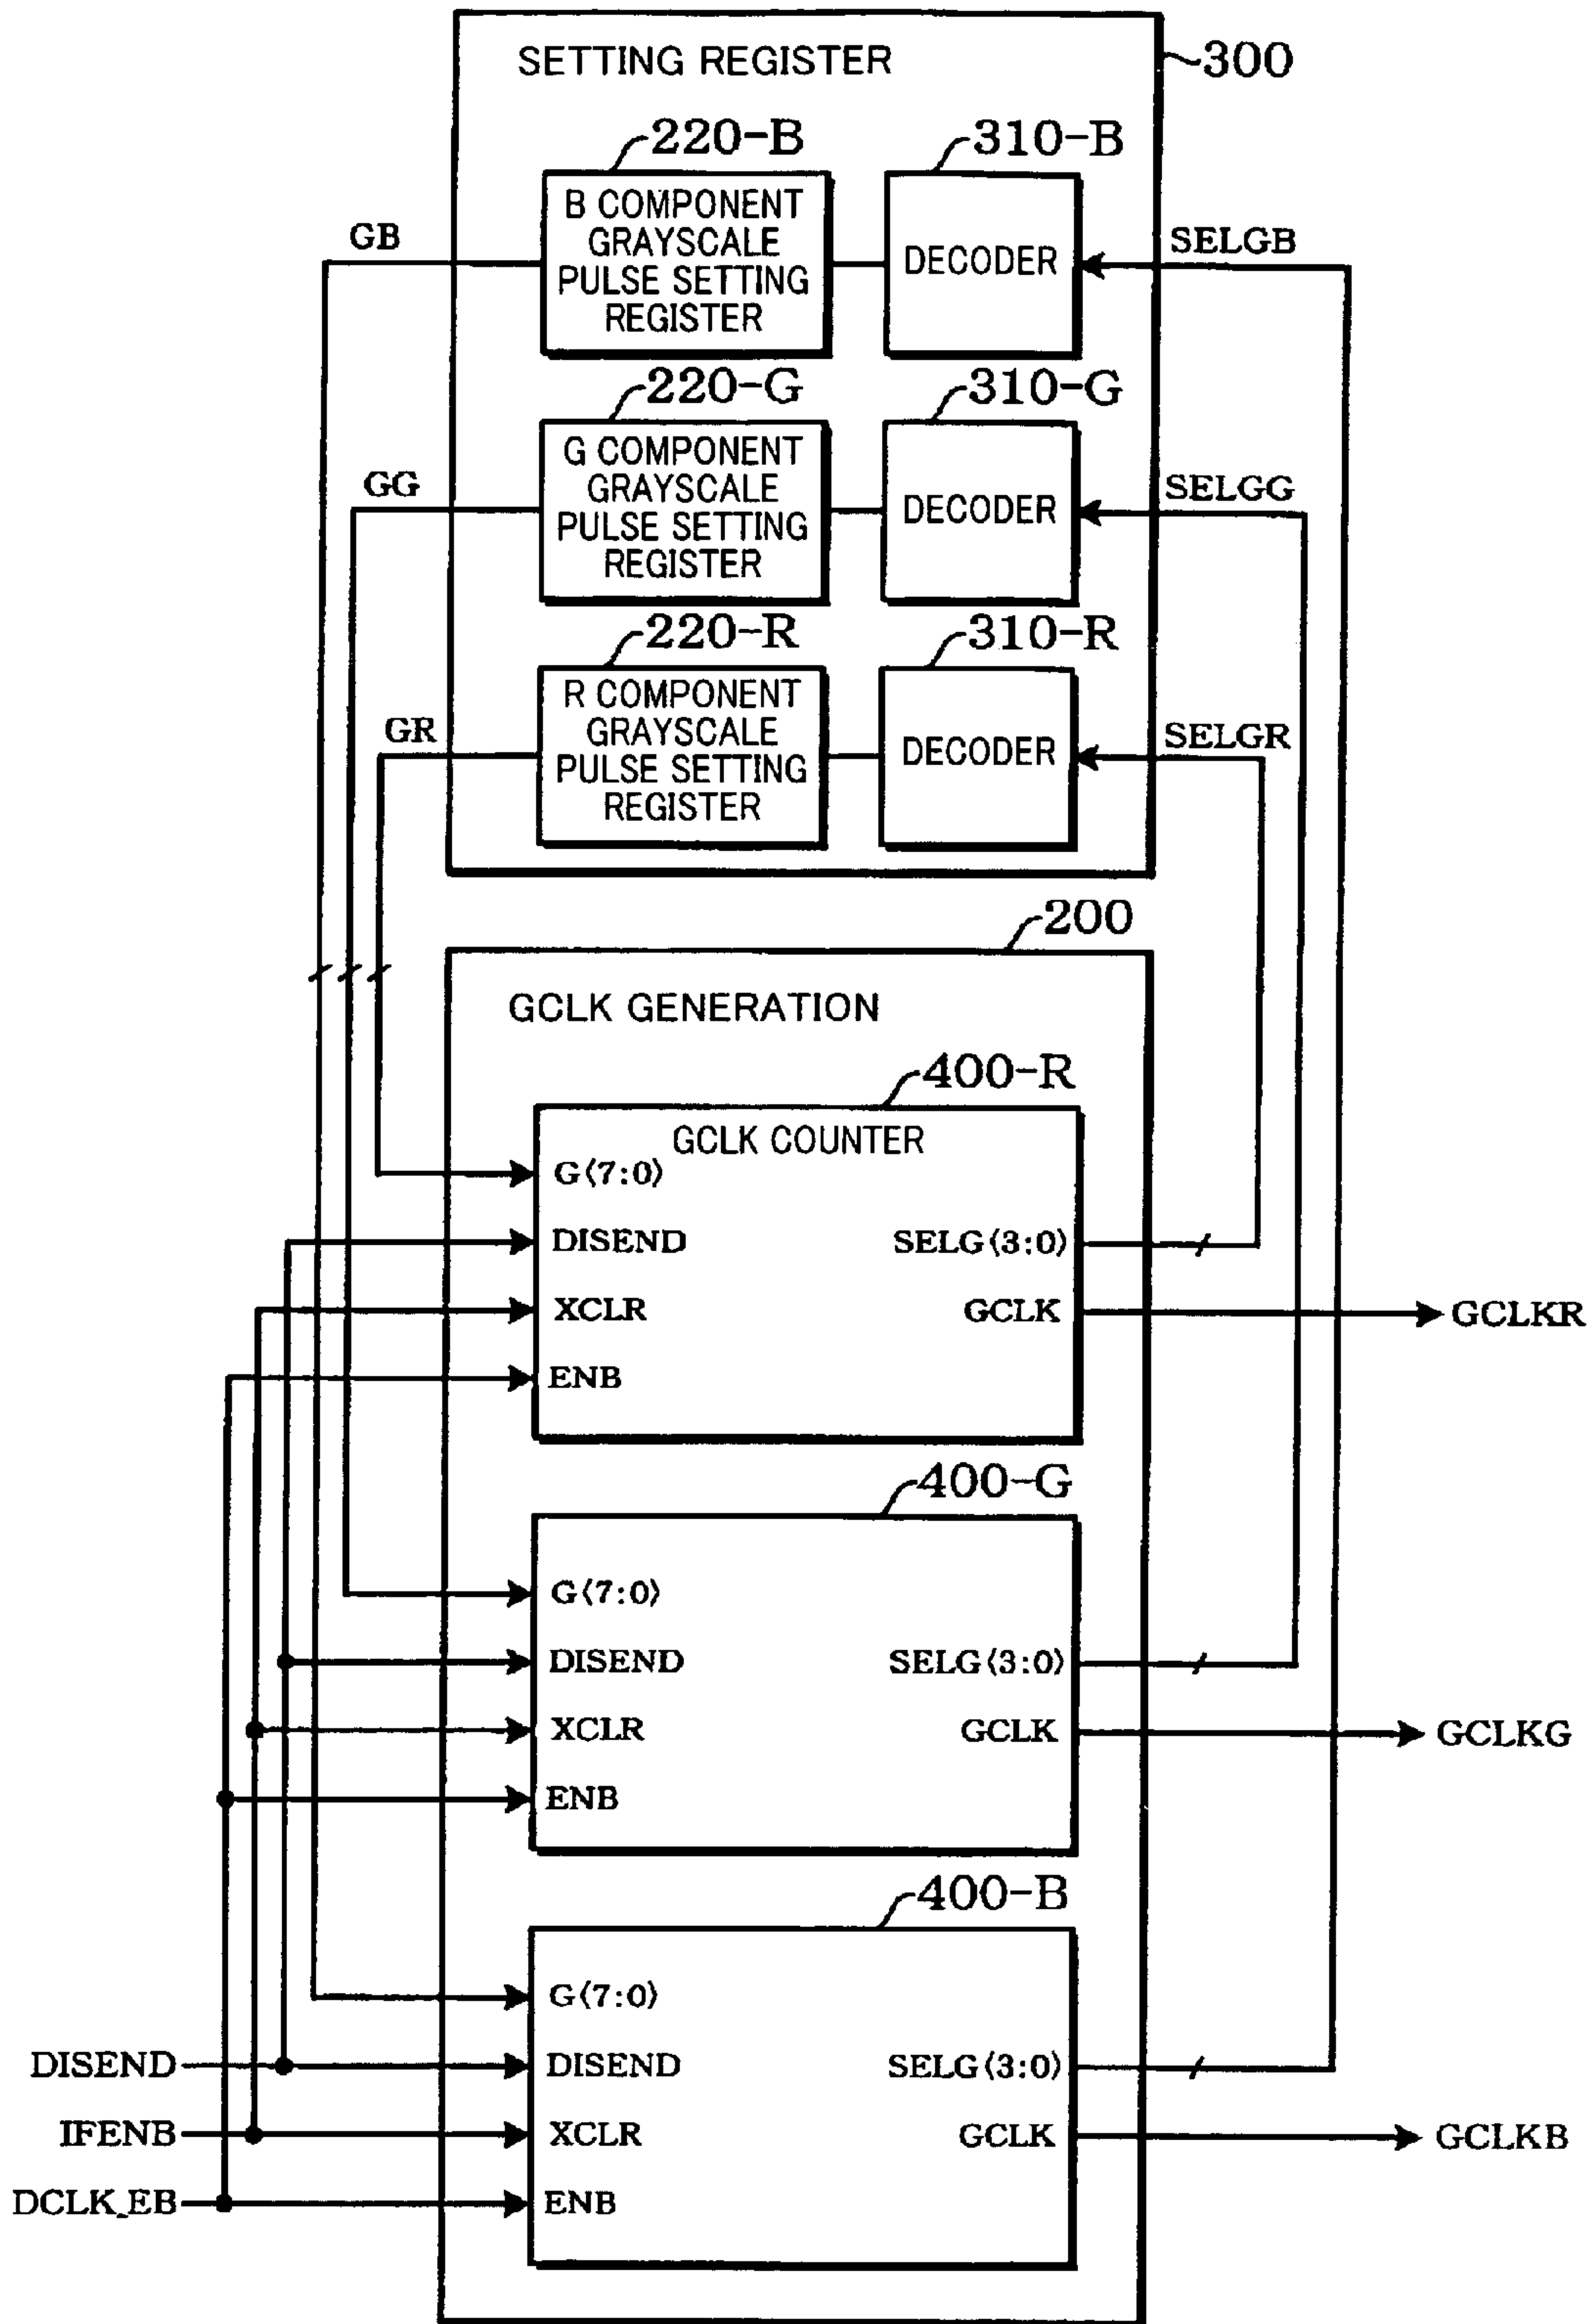 SETTING REGISTER
300
220-B
310-B
B COMPONENT
GRAYSCALE
PULSE SETTING
REGISTER
DECODER
GB
SELGB
220-G
310-G
G COMPONENT
GRAYSCALE
PULSE SETTING
REGISTER
DECODER
GG
SELGG
220-R
310-R
R COMPONENT
GRAYSCALE
PULSE SETTING
REGISTER
DECODER
GR
SELGR
200
GCLK GENERATION
400-R
GCLK COUNTER
G⟨7:0⟩
DISEND
SELG⟨3:0⟩
XCLR
GCLK
GCLKR
ENB
400-G
G⟨7:0⟩
DISEND
SELG⟨3:0⟩
XCLR
GCLK
GCLKG
ENB
400-B
G⟨7:0⟩
DISEND
DISEND
SELG⟨3:0⟩
IFENB
XCLR
GCLK
GCLKB
DCLK_EB
ENB